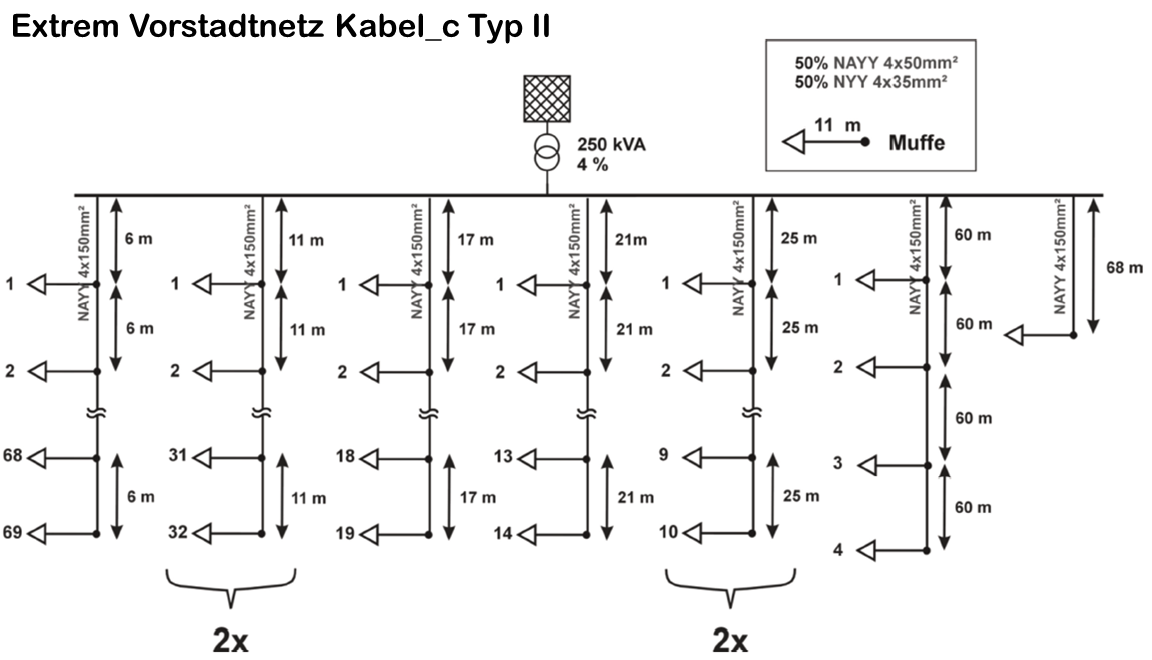 Extrem Vorstadtnetz Kabel_c Typ II
50% NAYY 4x50mm²
50% NYY 4x35mm²
11 m
Muffe
250 kVA
4 %
NAYY 4x150mm²
6 m
1
6 m
2
68
6 m
69
NAYY 4x150mm²
11 m
1
11 m
2
31
11 m
32
2x
NAYY 4x150mm²
17 m
1
17 m
2
18
17 m
19
NAYY 4x150mm²
21m
1
21 m
2
13
21 m
14
NAYY 4x150mm²
25 m
1
25 m
2
9
25 m
10
2x
NAYY 4x150mm²
60 m
1
60 m
2
60 m
3
60 m
4
NAYY 4x150mm²
68 m